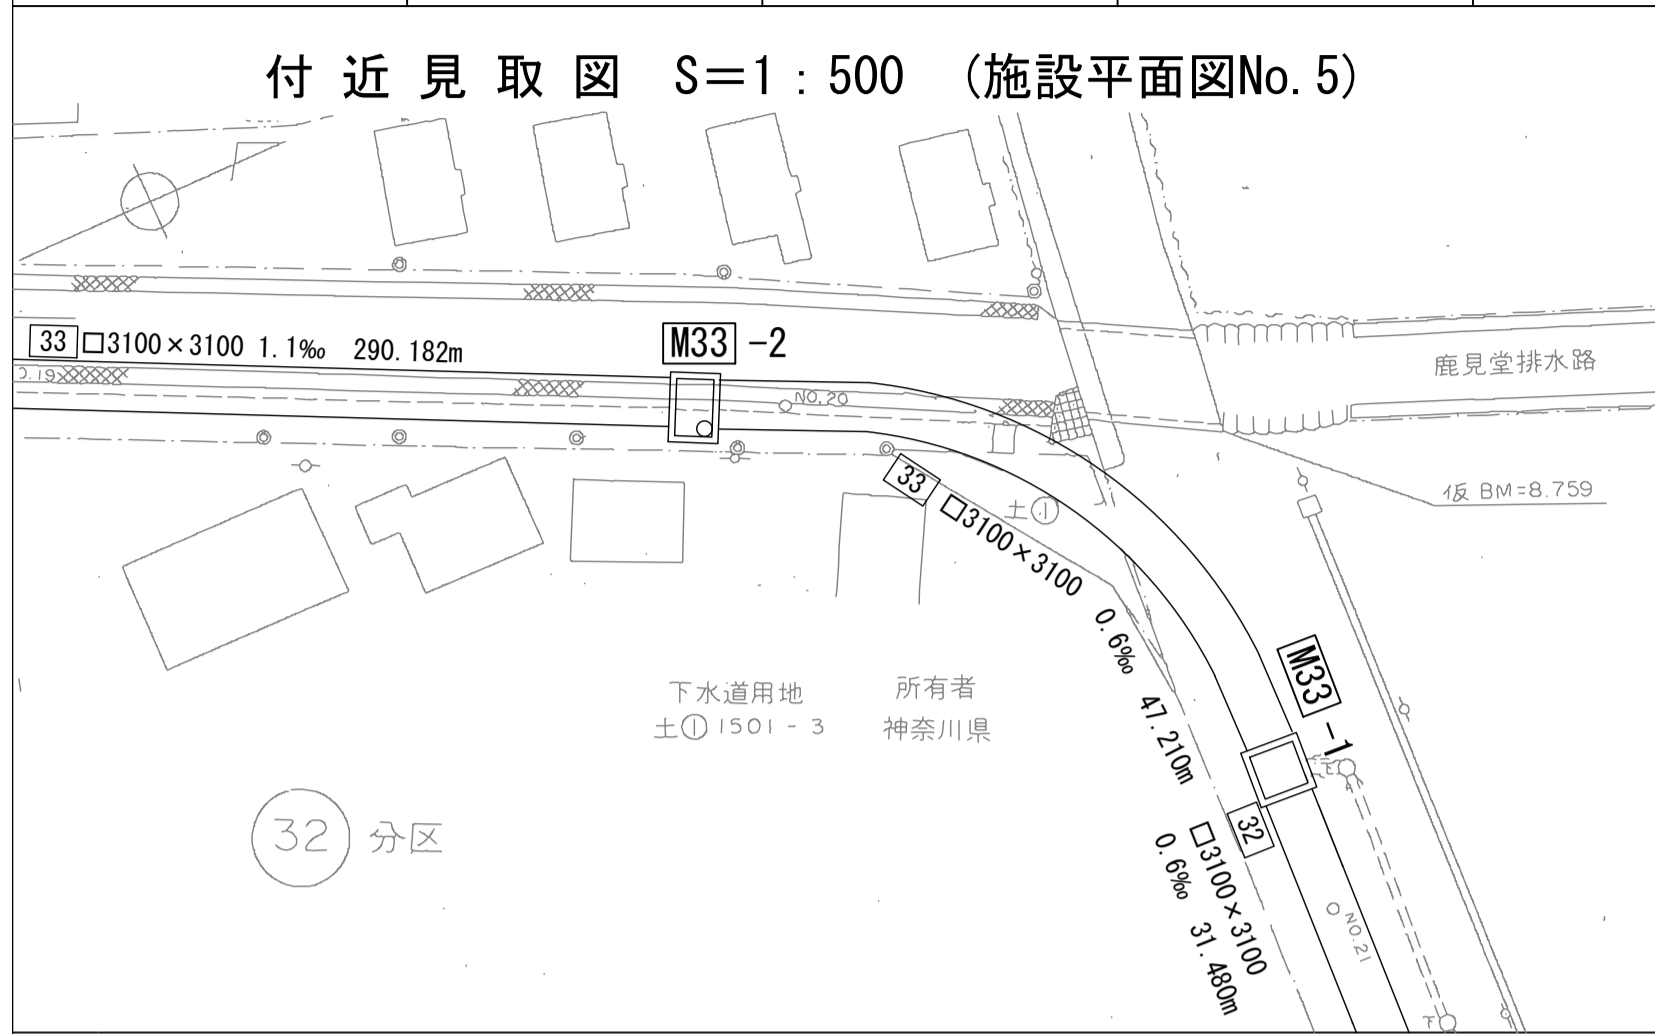 付近見取図 S=1:500 (施設平面図No.5)
33 □3100×3100 1.1‰ 290.182m
M33 -2
鹿見堂排水路
NO.20
仮 BM=8.759
33 □3100×3100 0.6‰ 47.210m
土①
M33 -1
下水道用地
土① 1501-3
所有者
神奈川県
32 分区
32 □3100×3100
0.6‰ 31.480m
NO.21